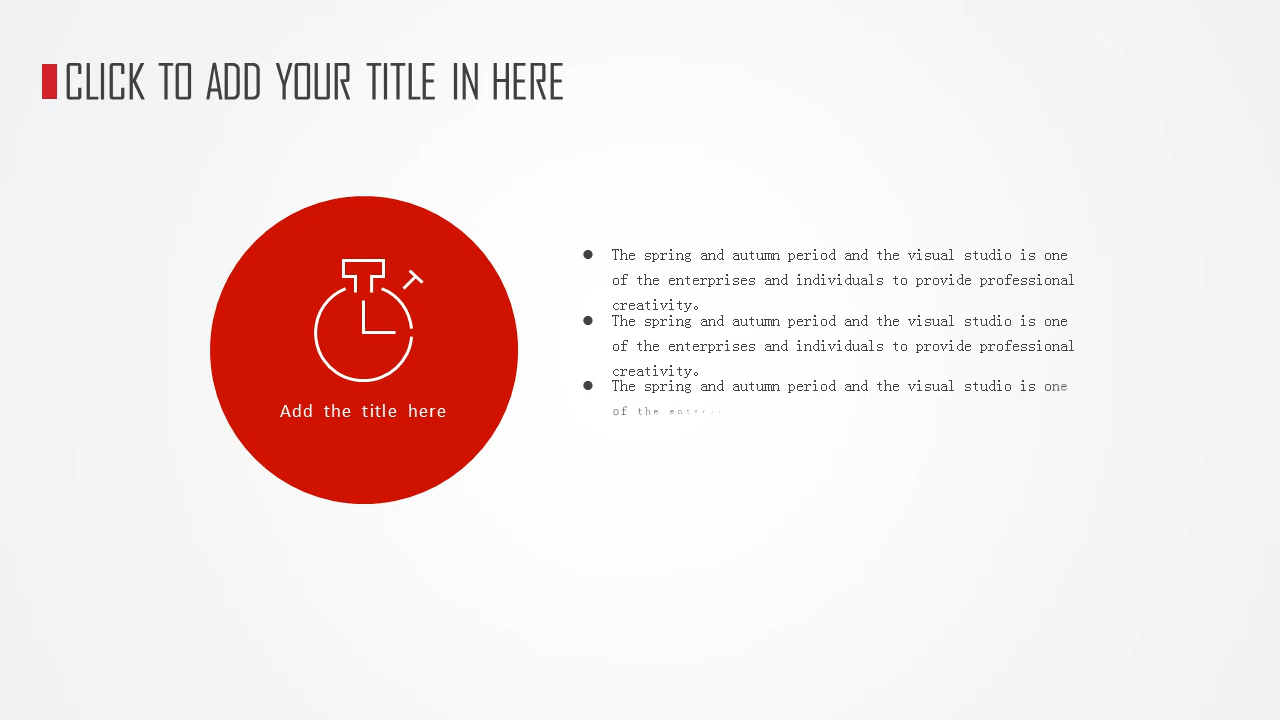 CLICK TO ADD YOUR TITLE IN HERE
Add the title here
● The spring and autumn period and the visual studio is one
of the enterprises and individuals to provide professional
creativity.
● The spring and autumn period and the visual studio is one
of the enterprises and individuals to provide professional
creativity.
● The spring and autumn period and the visual studio is one
of the